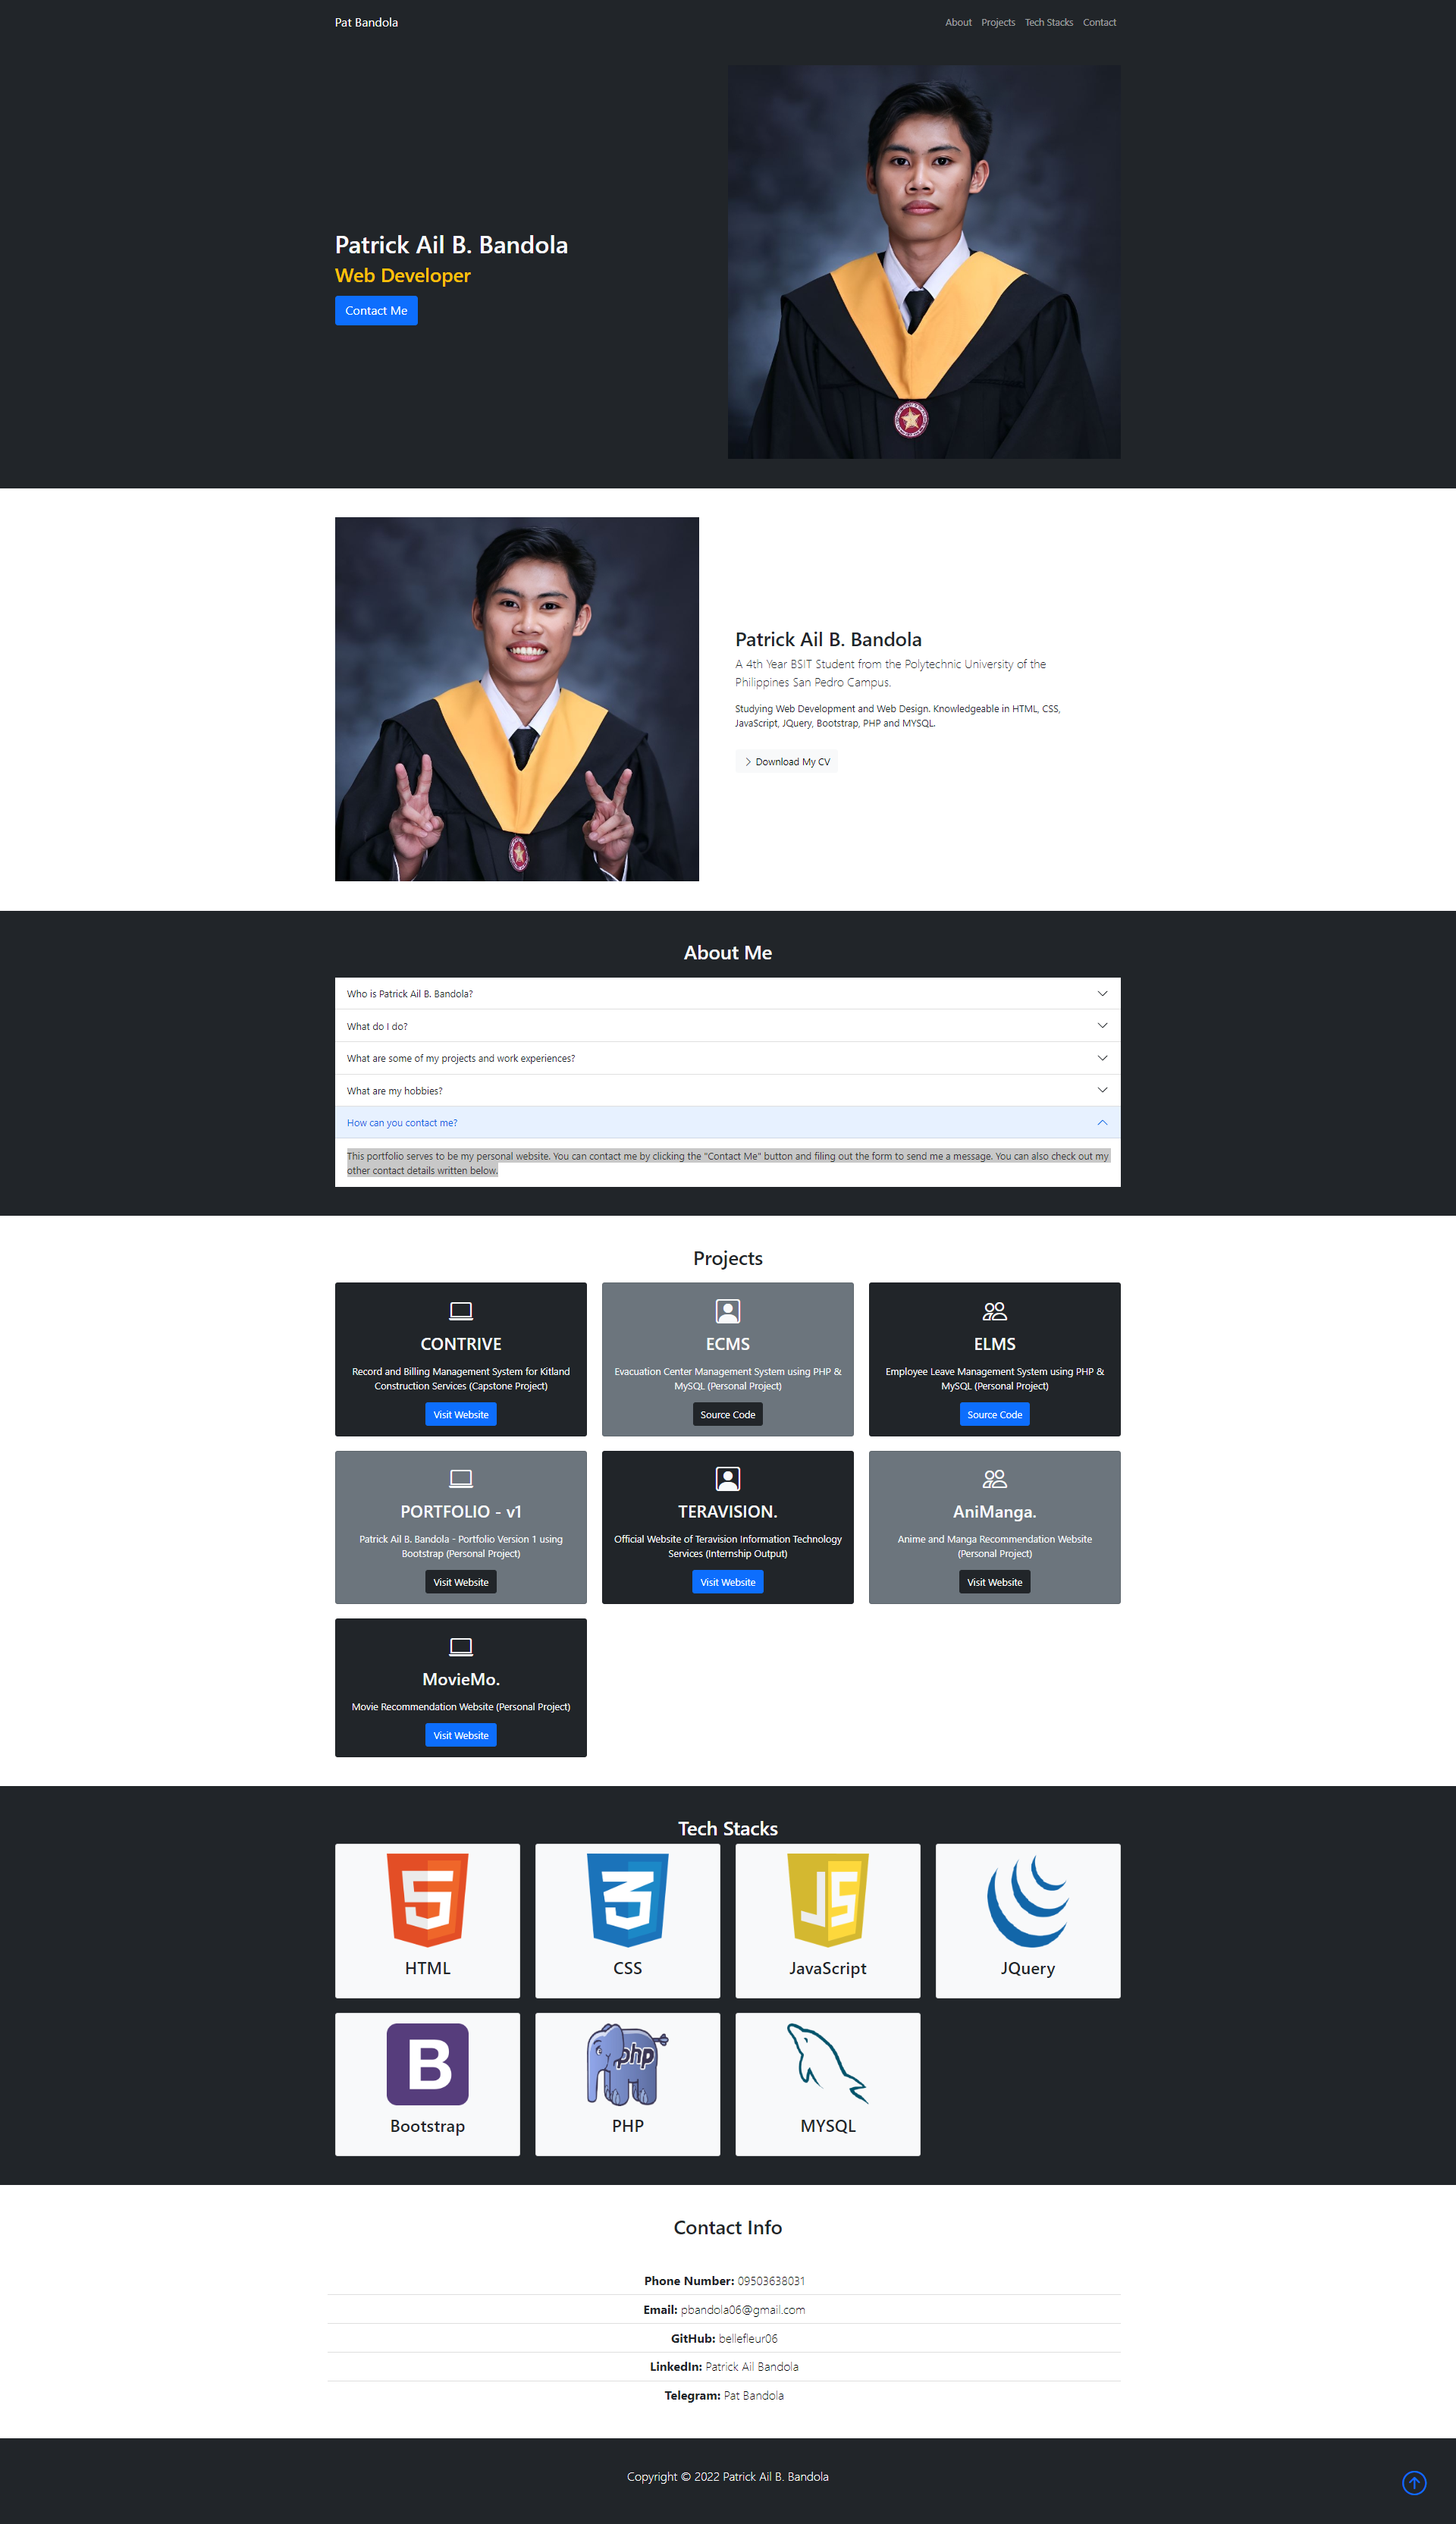 Pat Bandola
About Projects Tech Stacks Contact
Patrick Ail B. Bandola
Web Developer
Contact Me
Patrick Ail B. Bandola
A 4th Year BSIT Student from the Polytechnic University of the
Philippines San Pedro Campus.
Studying Web Development and Web Design. Knowledgeable in HTML, CSS,
JavaScript, JQuery, Bootstrap, PHP and MYSQL.
Download My CV
About Me
Who is Patrick Ail B. Bandola?
What do I do?
What are some of my projects and work experiences?
What are my hobbies?
How can you contact me?
This portfolio serves to be my personal website. You can contact me by clicking the "Contact Me" button and filing out the form to send me a message. You can also check out my
other contact details written below.
Projects
CONTRIVE
Record and Billing Management System for Kitland
Construction Services (Capstone Project)
Visit Website
ECMS
Evacuation Center Management System using PHP &
MySQL (Personal Project)
Source Code
ELMS
Employee Leave Management System using PHP &
MySQL (Personal Project)
Source Code
PORTFOLIO - v1
Patrick Ail B. Bandola - Portfolio Version 1 using
Bootstrap (Personal Project)
Visit Website
TERAVISION.
Official Website of Teravision Information Technology
Services (Internship Output)
Visit Website
AniManga.
Anime and Manga Recommendation Website
(Personal Project)
Visit Website
MovieMo.
Movie Recommendation Website (Personal Project)
Visit Website
Tech Stacks
5
HTML
3
CSS
JS
JavaScript
JQuery
B
Bootstrap
php
PHP
MYSQL
Contact Info
Phone Number: 09503638031
Email: pbandola06@gmail.com
GitHub: bellefleur06
LinkedIn: Patrick Ail Bandola
Telegram: Pat Bandola
Copyright © 2022 Patrick Ail B. Bandola